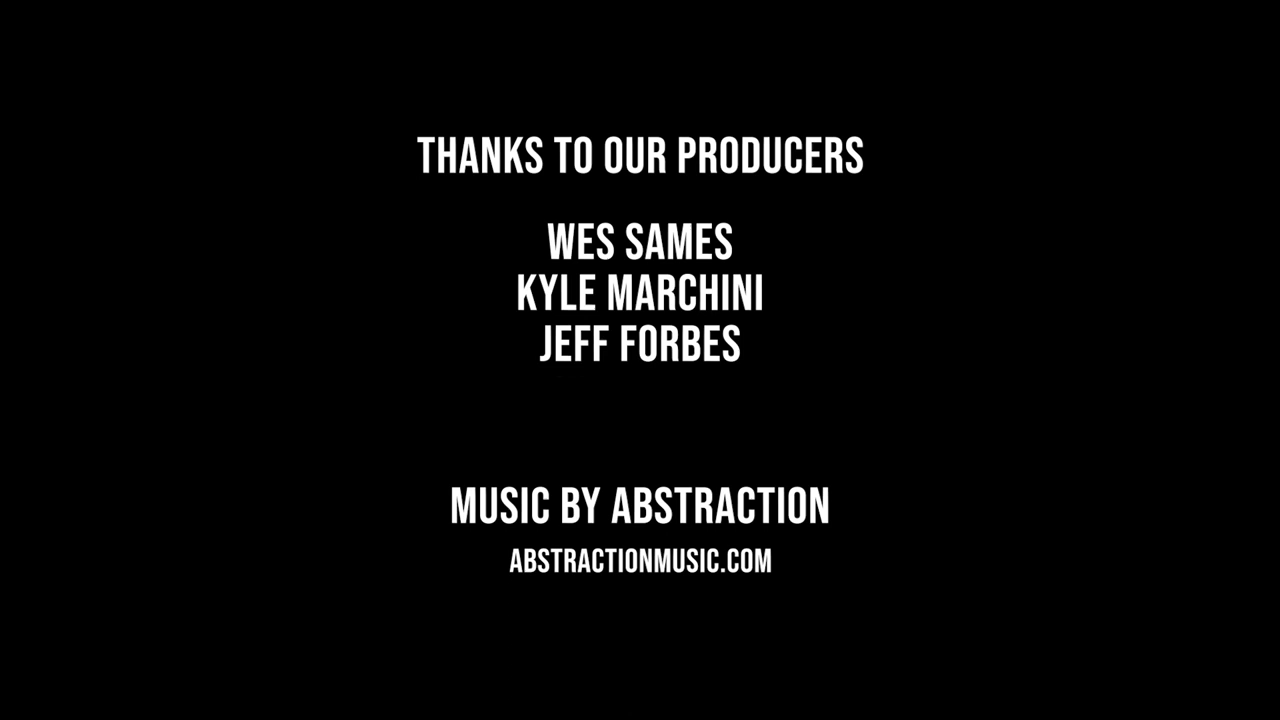 THANKS TO OUR PRODUCERS
WES SAMES
KYLE MARCHINI
JEFF FORBES
MUSIC BY ABSTRACTION
ABSTRACTIONMUSIC.COM